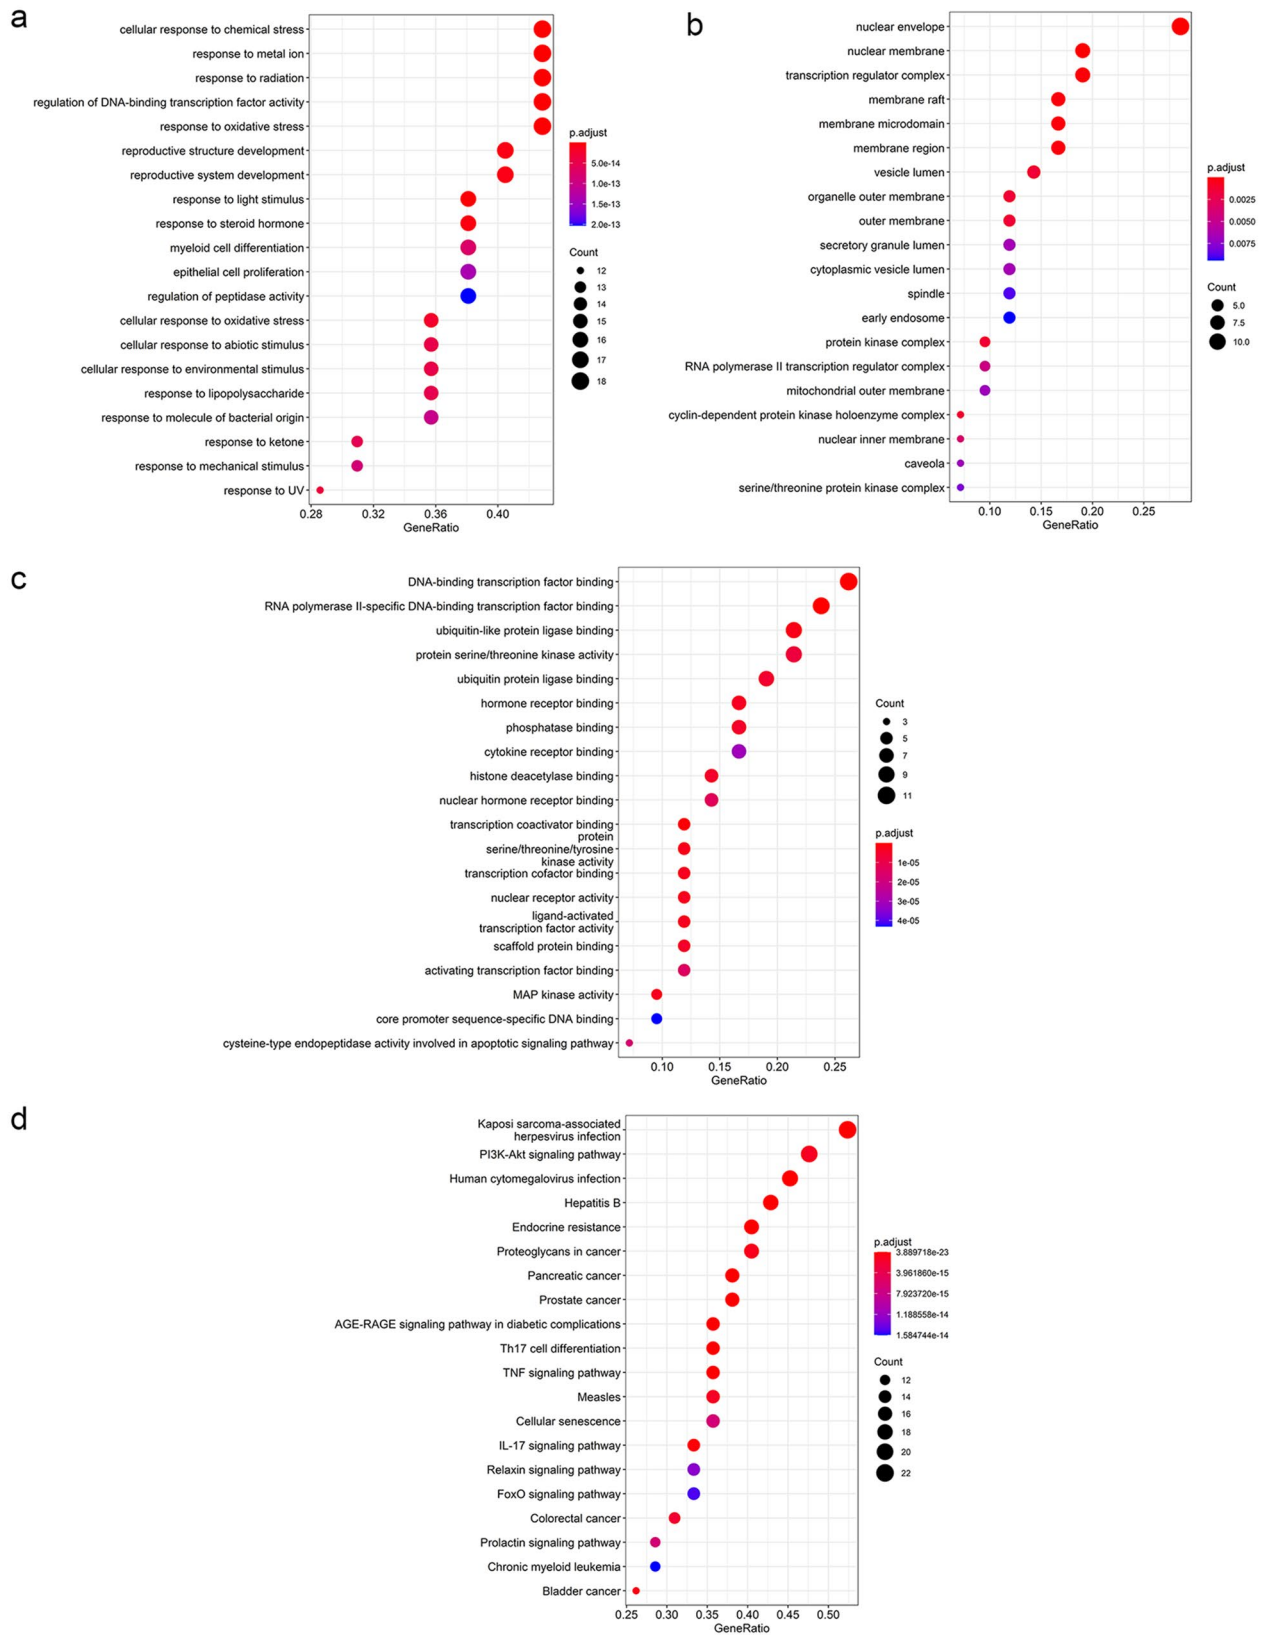 a
cellular response to chemical stress
response to metal ion
response to radiation
regulation of DNA-binding transcription factor activity
response to oxidative stress
reproductive structure development
reproductive system development
response to light stimulus
response to steroid hormone
myeloid cell differentiation
epithelial cell proliferation
regulation of peptidase activity
cellular response to oxidative stress
cellular response to abiotic stimulus
cellular response to environmental stimulus
response to lipopolysaccharide
response to molecule of bacterial origin
response to ketone
response to mechanical stimulus
response to UV
0.28 0.32 0.36 0.40
GeneRatio
p.adjust
5.0e-14
1.0e-13
1.5e-13
2.0e-13
Count
12
13
14
15
16
17
18
b
nuclear envelope
nuclear membrane
transcription regulator complex
membrane raft
membrane microdomain
membrane region
vesicle lumen
organelle outer membrane
outer membrane
secretory granule lumen
cytoplasmic vesicle lumen
spindle
early endosome
protein kinase complex
RNA polymerase II transcription regulator complex
mitochondrial outer membrane
cyclin-dependent protein kinase holoenzyme complex
nuclear inner membrane
caveola
serine/threonine protein kinase complex
0.10 0.15 0.20 0.25
GeneRatio
p.adjust
0.0025
0.0050
0.0075
Count
5.0
7.5
10.0
c
DNA-binding transcription factor binding
RNA polymerase II-specific DNA-binding transcription factor binding
ubiquitin-like protein ligase binding
protein serine/threonine kinase activity
ubiquitin protein ligase binding
hormone receptor binding
phosphatase binding
cytokine receptor binding
histone deacetylase binding
nuclear hormone receptor binding
transcription coactivator binding
protein
serine/threonine/tyrosine
kinase activity
transcription cofactor binding
nuclear receptor activity
ligand-activated
transcription factor activity
scaffold protein binding
activating transcription factor binding
MAP kinase activity
core promoter sequence-specific DNA binding
cysteine-type endopeptidase activity involved in apoptotic signaling pathway
0.10 0.15 0.20 0.25
GeneRatio
Count
3
5
7
9
11
p.adjust
1e-05
2e-05
3e-05
4e-05
d
Kaposi sarcoma-associated
herpesvirus infection
PI3K-Akt signaling pathway
Human cytomegalovirus infection
Hepatitis B
Endocrine resistance
Proteoglycans in cancer
Pancreatic cancer
Prostate cancer
AGE-RAGE signaling pathway in diabetic complications
Th17 cell differentiation
TNF signaling pathway
Measles
Cellular senescence
IL-17 signaling pathway
Relaxin signaling pathway
FoxO signaling pathway
Colorectal cancer
Prolactin signaling pathway
Chronic myeloid leukemia
Bladder cancer
0.25 0.30 0.35 0.40 0.45 0.50
GeneRatio
p.adjust
3.889718e-23
3.961860e-15
7.923720e-15
1.188558e-14
1.584744e-14
Count
12
14
16
18
20
22